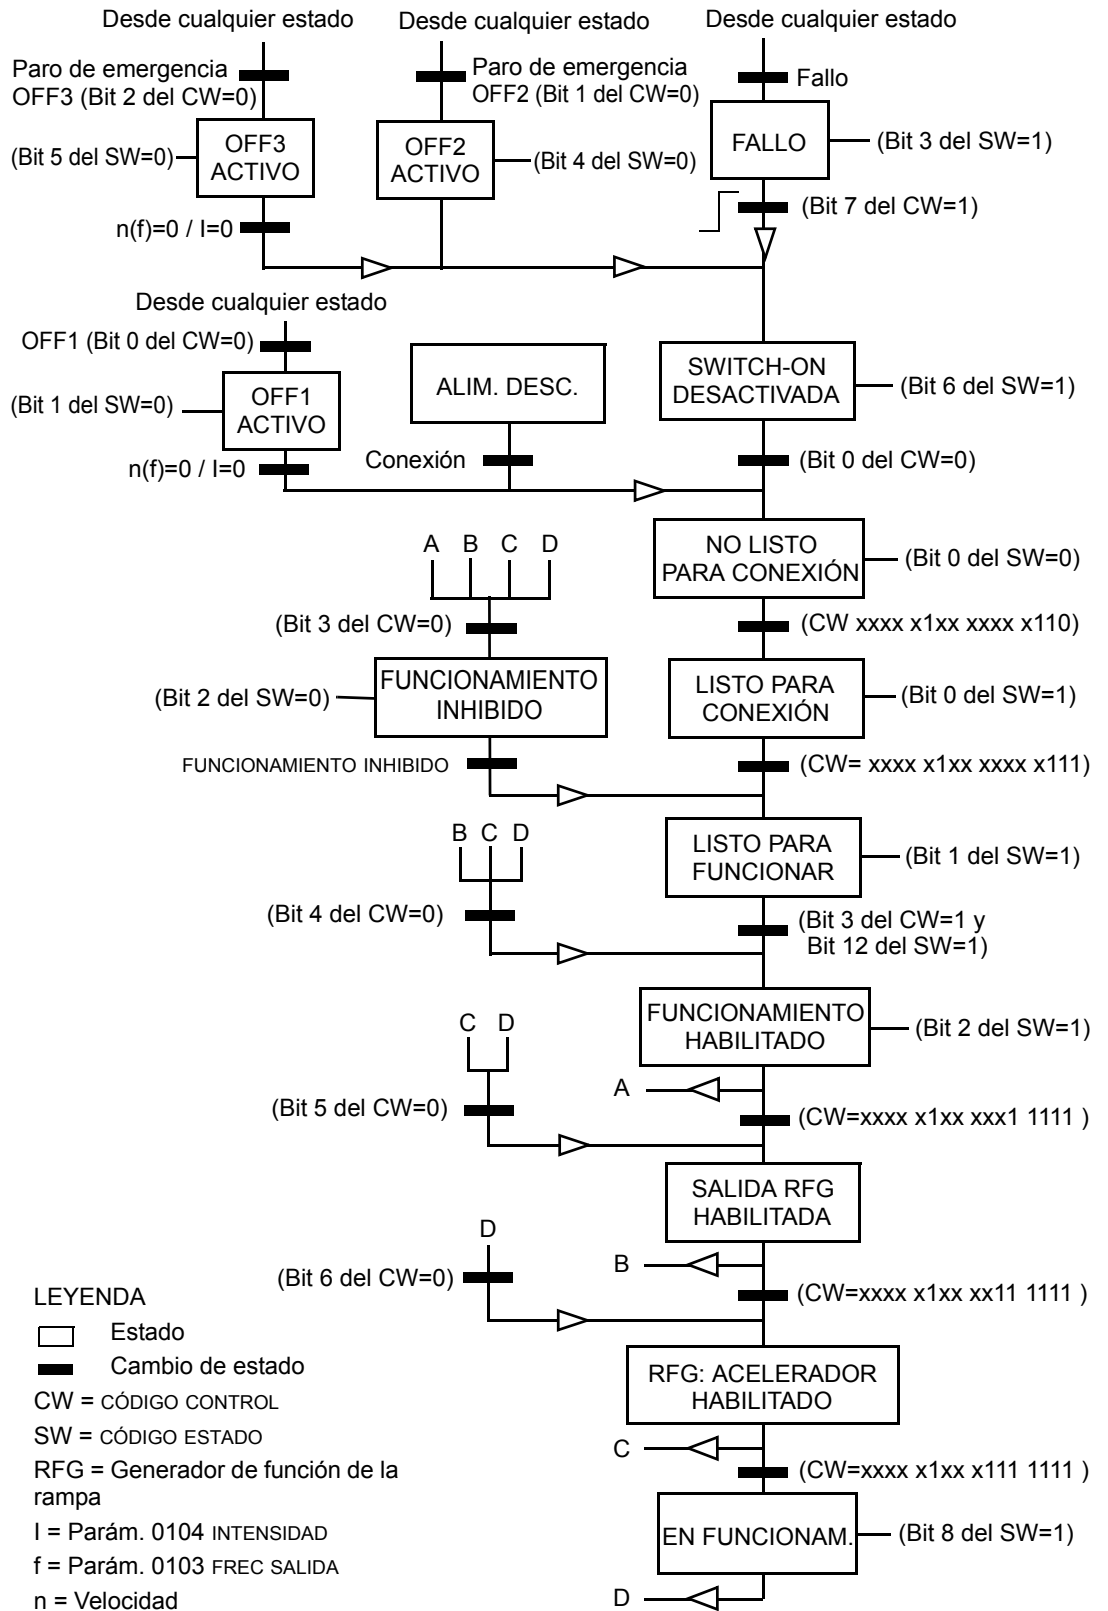 Desde cualquier estado
Desde cualquier estado
Desde cualquier estado
Paro de emergencia
OFF3 (Bit 2 del CW=0)
Paro de emergencia
OFF2 (Bit 1 del CW=0)
Fallo
(Bit 5 del SW=0)
OFF3
ACTIVO
OFF2
ACTIVO
(Bit 4 del SW=0)
FALLO
(Bit 3 del SW=1)
n(f)=0 / I=0
(Bit 7 del CW=1)
Desde cualquier estado
OFF1 (Bit 0 del CW=0)
(Bit 1 del SW=0)
OFF1
ACTIVO
ALIM. DESC.
SWITCH-ON
DESACTIVADA
(Bit 6 del SW=1)
n(f)=0 / I=0
Conexión
(Bit 0 del CW=0)
A B C D
NO LISTO
PARA CONEXIÓN
(Bit 0 del SW=0)
(Bit 3 del CW=0)
(CW xxxx x1xx xxxx x110)
(Bit 2 del SW=0)
FUNCIONAMIENTO
INHIBIDO
LISTO PARA
CONEXIÓN
(Bit 0 del SW=1)
FUNCIONAMIENTO INHIBIDO
(CW= xxxx x1xx xxxx x111)
B C D
LISTO PARA
FUNCIONAR
(Bit 1 del SW=1)
(Bit 4 del CW=0)
(Bit 3 del CW=1 y
Bit 12 del SW=1)
C D
FUNCIONAMIENTO
HABILITADO
(Bit 2 del SW=1)
A
(Bit 5 del CW=0)
(CW=xxxx x1xx xxx1 1111 )
SALIDA RFG
HABILITADA
D
B
(Bit 6 del CW=0)
(CW=xxxx x1xx xx11 1111 )
RFG: ACELERADOR
HABILITADO
C
(CW=xxxx x1xx x111 1111 )
EN FUNCIONAM.
(Bit 8 del SW=1)
D
LEYENDA
Estado
Cambio de estado
CW = CÓDIGO CONTROL
SW = CÓDIGO ESTADO
RFG = Generador de función de la
rampa
I = Parám. 0104 INTENSIDAD
f = Parám. 0103 FREC SALIDA
n = Velocidad